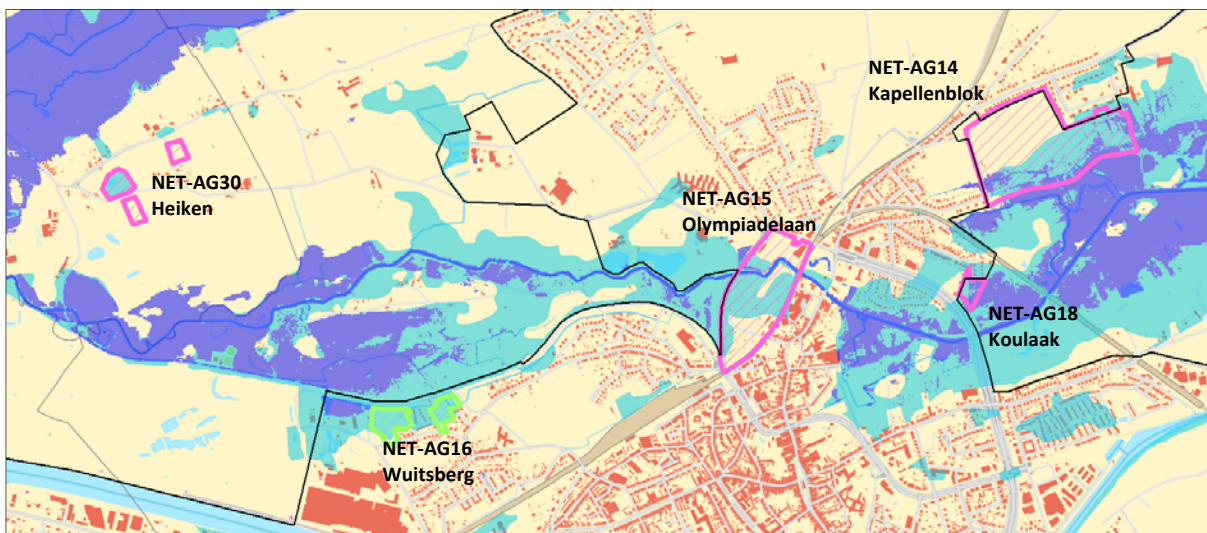 NET-AG14
Kapellenblok
NET-AG30
Heiken
NET-AG15
Olympiadelaan
NET-AG18
Koulaak
NET-AG16
Wuitsberg